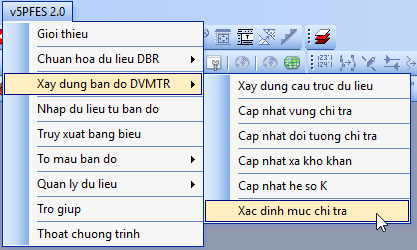 v5PFES 2.0
Gioi thieu
Chuan hoa du lieu DBR
Xay dung ban do DVMTR
Nhap du lieu tu ban do
Truy xuat bang bieu
To mau ban do
Quan ly du lieu
Tro giup
Thoat chuong trinh
Xay dung cau truc du lieu
Cap nhat vung chi tra
Cap nhat doi tuong chi tra
Cap nhat xa kho khan
Cap nhat he so K
Xac dinh muc chi tra